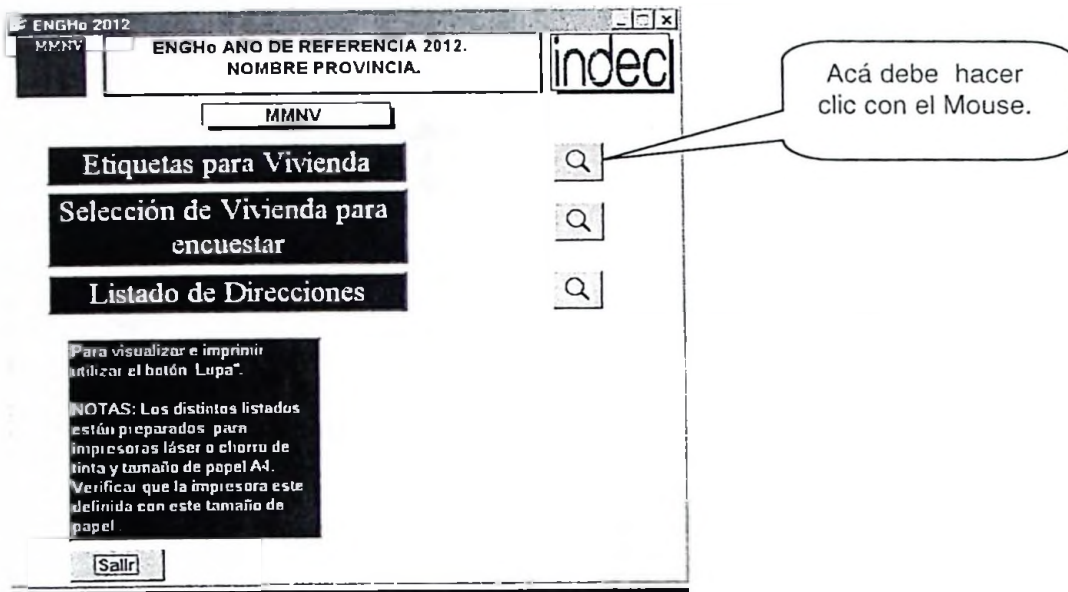 ENGHo 2012
MMNV
ENGHo ANO DE REFERENCIA 2012.
NOMBRE PROVINCIA.
indec
MMNV
Acá debe hacer
clic con el Mouse.
Etiquetas para Vivienda
Selección de Vivienda para
encuestar
Listado de Direcciones
Para visualizar e imprimir
utilizar el botón Lupa".
NOTAS: Los distintos listados
están preparados para
impresoras láser o chorro de
tinta y tamaño de papel A4.
Verificar que la impresora este
definida con este tamaño de
papel.
Salir